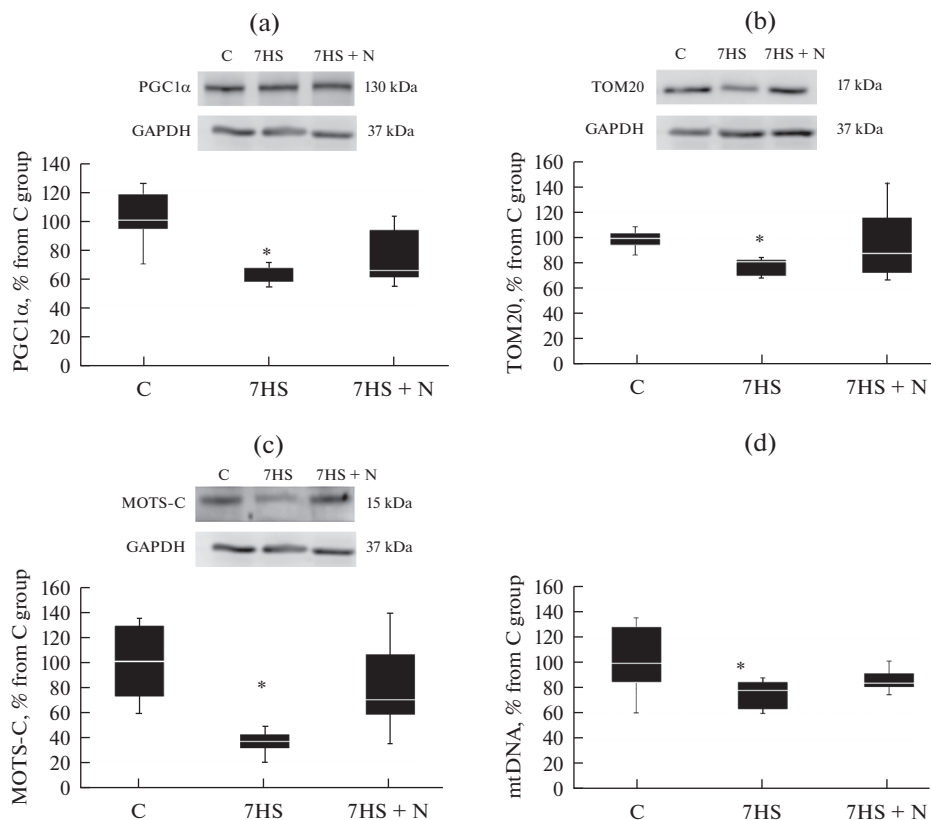 (a)
C 7HS 7HS + N
PGC1α 130 kDa
GAPDH 37 kDa
PGC1α, % from C group
140
120
100
80
60
40
20
0
*
C 7HS 7HS + N
(b)
C 7HS 7HS + N
TOM20 17 kDa
GAPDH 37 kDa
TOM20, % from C group
160
140
120
100
80
60
40
20
0
*
C 7HS 7HS + N
(c)
C 7HS 7HS + N
MOTS-C 15 kDa
GAPDH 37 kDa
MOTS-C, % from C group
160
140
120
100
80
60
40
20
0
*
C 7HS 7HS + N
(d)
mtDNA, % from C group
160
140
120
100
80
60
40
20
0
*
C 7HS 7HS + N